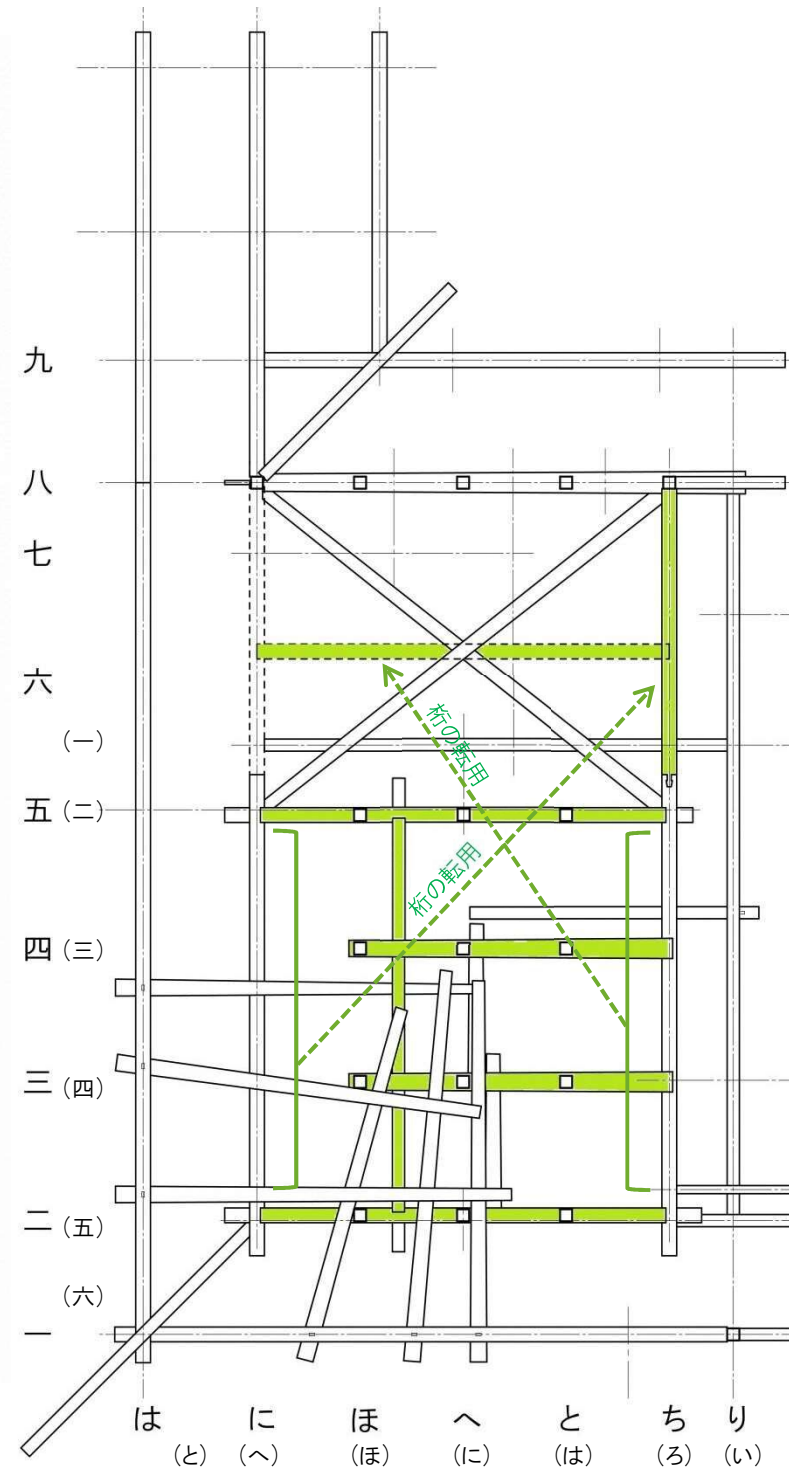 九
八
七
六
(一)
五(二)
四(三)
三(四)
二(五)
(六)
一
桁の転用
桁の転用
は に ほ へ と ち り
(と) (へ) (ほ) (に) (は) (ろ) (い)